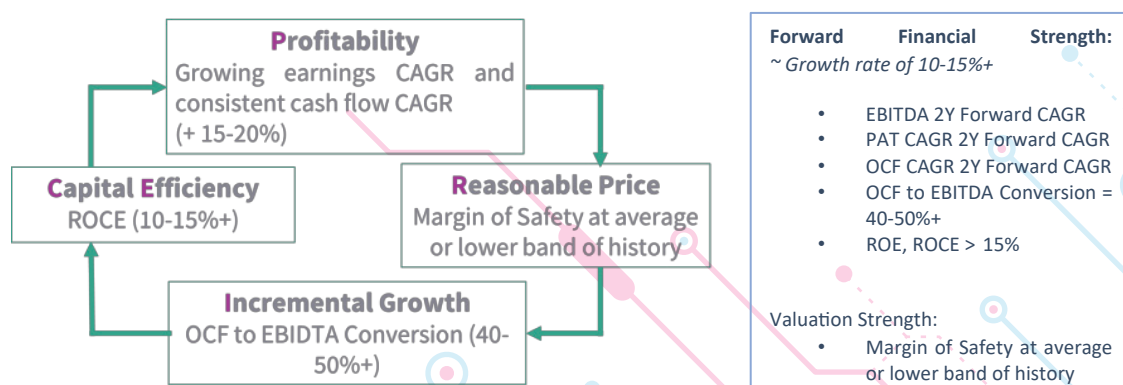 Profitability
Growing earnings CAGR and
consistent cash flow CAGR
(+ 15-20%)
Reasonable Price
Margin of Safety at average
or lower band of history
Incremental Growth
OCF to EBIDTA Conversion (40-
50%+)
Capital Efficiency
ROCE (10-15%+)
Forward Financial Strength:
~ Growth rate of 10-15%+
• EBITDA 2Y Forward CAGR
• PAT CAGR 2Y Forward CAGR
• OCF CAGR 2Y Forward CAGR
• OCF to EBITDA Conversion =
40-50%+
• ROE, ROCE > 15%
Valuation Strength:
• Margin of Safety at average
or lower band of history